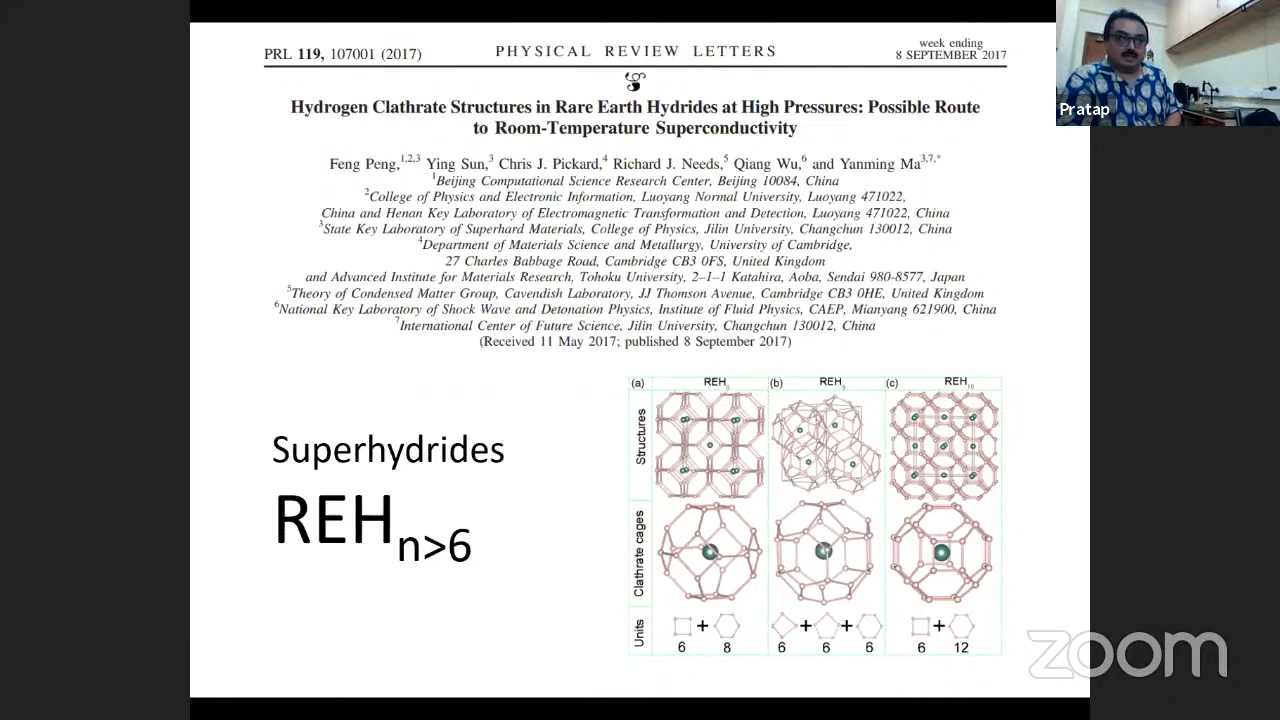 PRL 119, 107001 (2017)
PHYSICAL REVIEW LETTERS
week ending
8 SEPTEMBER 2017
Pratap
Hydrogen Clathrate Structures in Rare Earth Hydrides at High Pressures: Possible Route
to Room-Temperature Superconductivity
Feng Peng,1,2,3 Ying Sun,3 Chris J. Pickard,4 Richard J. Needs,5 Qiang Wu,6 and Yanming Ma3,7,*
1Beijing Computational Science Research Center, Beijing 10084, China
2College of Physics and Electronic Information, Luoyang Normal University, Luoyang 471022,
China and Henan Key Laboratory of Electromagnetic Transformation and Detection, Luoyang 471022, China
3State Key Laboratory of Superhard Materials, College of Physics, Jilin University, Changchun 130012, China
4Department of Materials Science and Metallurgy, University of Cambridge,
27 Charles Babbage Road, Cambridge CB3 0FS, United Kingdom
and Advanced Institute for Materials Research, Tohoku University, 2–1–1 Katahira, Aoba, Sendai 980-8577, Japan
5Theory of Condensed Matter Group, Cavendish Laboratory, JJ Thomson Avenue, Cambridge CB3 0HE, United Kingdom
6National Key Laboratory of Shock Wave and Detonation Physics, Institute of Fluid Physics, CAEP, Mianyang 621900, China
7International Center of Future Science, Jilin University, Changchun 130012, China
(Received 11 May 2017; published 8 September 2017)
Superhydrides
REHn>6
(a) REH6 (b) REH9 (c) REH10
Structures
Clathrate cages
Units
+ + + +
6 8 6 6 6 6 12
zoom